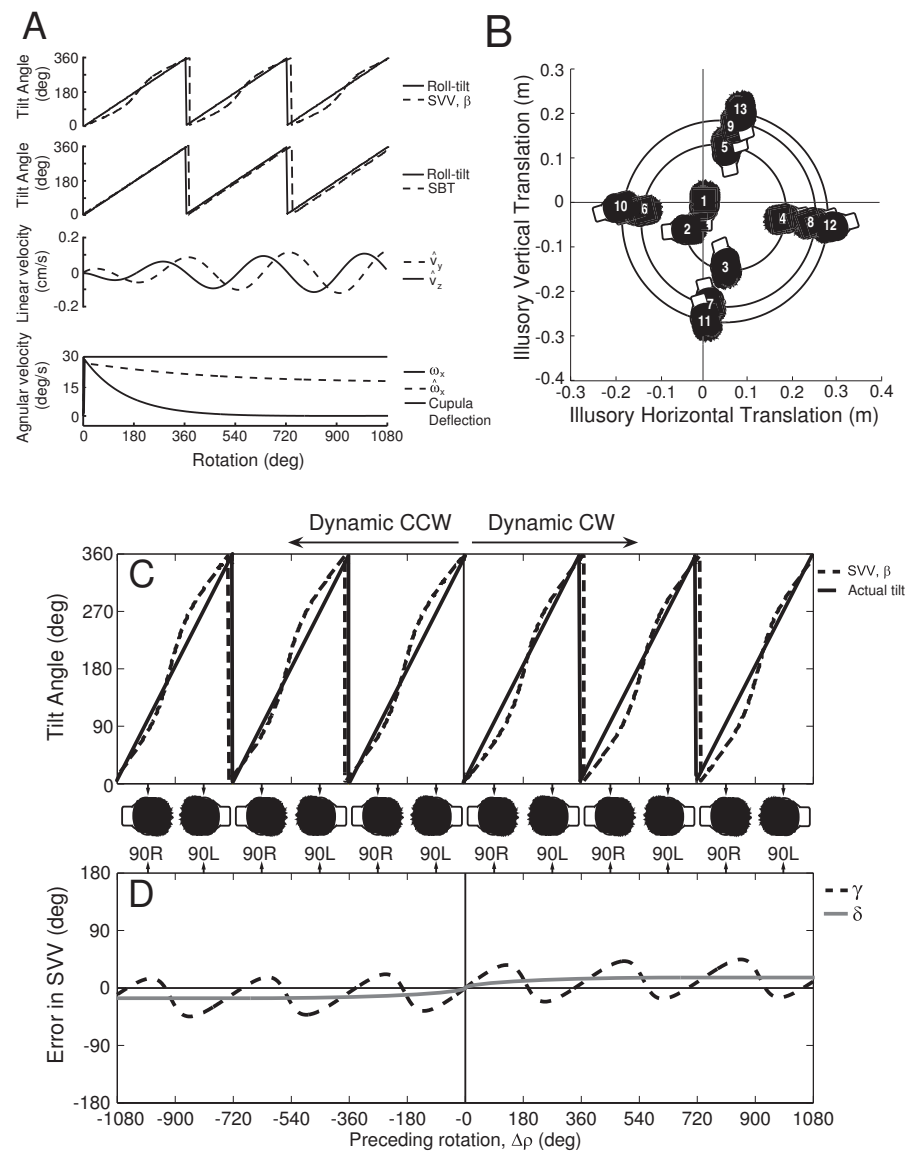 A
360
180
0
Tilt Angle
(deg)
Roll-tilt
SVV, β
360
180
0
Tilt Angle
(deg)
Roll-tilt
SBT
0.2
0
-0.2
Linear velocity
(cm/s)
v̂y
v̂z
30
15
0
Agnular velocity
(deg/s)
ωx
ω̂x
Cupula
Deflection
0 180 360 540 720 900 1080
Rotation (deg)
B
0.3
0.2
0.1
0
-0.1
-0.2
-0.3
-0.4
Illusory Vertical Translation (m)
13
9
5
10 6 1
2 4 8 12
3
7
11
-0.3 -0.2 -0.1 0 0.1 0.2 0.3 0.4
Illusory Horizontal Translation (m)
Dynamic CCW Dynamic CW
C
360
270
180
90
0
Tilt Angle (deg)
SVV, β
Actual tilt
90R 90L 90R 90L 90R 90L 90R 90L 90R 90L 90R 90L
D
180
90
0
-90
-180
Error in SVV (deg)
γ
δ
-1080 -900 -720 -540 -360 -180 -0 180 360 540 720 900 1080
Preceding rotation, Δρ (deg)